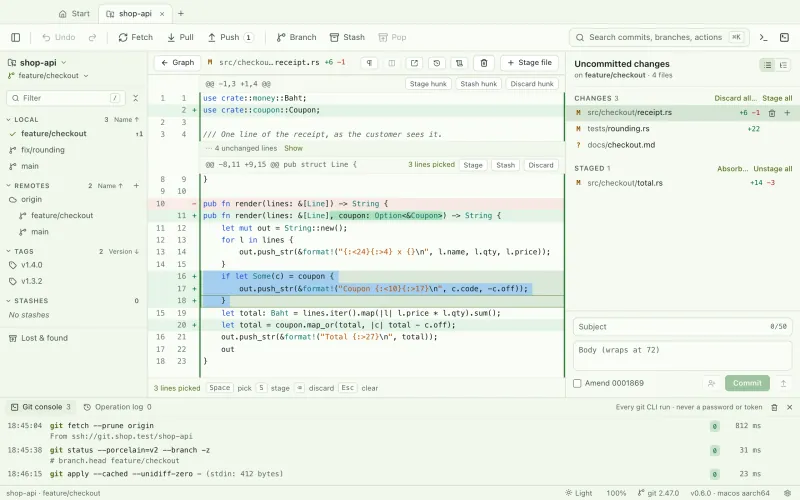 Start
shop-api
Undo
Fetch
Pull
Push 1
Branch
Stash
Pop
Search commits, branches, actions ⌘K
shop-api
feature/checkout
Filter /
LOCAL 3 Name ↑
feature/checkout ↑1
fix/rounding
main
REMOTES 2 Name ↑
origin
feature/checkout
main
TAGS 2 Version ↓
v1.4.0
v1.3.2
STASHES
No stashes
Lost & found
← Graph
M src/checkou…receipt.rs +6 −1
Stage file
@@ -1,3 +1,4 @@
Stage hunk Stash hunk Discard hunk
1 1 use crate::money::Baht;
2 + use crate::coupon::Coupon;
2 3
3 4 /// One line of the receipt, as the customer sees it.
4 unchanged lines Show
@@ -8,11 +9,15 @@ pub struct Line {
3 lines picked Stage Stash Discard
8 9 }
9 10
10 − pub fn render(lines: &[Line]) -> String {
11 + pub fn render(lines: &[Line], coupon: Option<&Coupon>) -> String {
11 12 let mut out = String::new();
12 13 for l in lines {
13 14 out.push_str(&format!("{:<24}{:>4} x {}\n", l.name, l.qty, l.price));
14 15 }
16 + if let Some(c) = coupon {
17 + out.push_str(&format!("Coupon {:<10}{:>17}\n", c.code, -c.off));
18 + }
15 19 let total: Baht = lines.iter().map(|l| l.price * l.qty).sum();
20 + let total = coupon.map_or(total, |c| total - c.off);
16 21 out.push_str(&format!("Total {:>27}\n", total));
17 22 out
18 23 }
3 lines picked Space pick S stage ⌫ discard Esc clear
Uncommitted changes
on feature/checkout · 4 files
CHANGES 3 Discard all… Stage all
M src/checkout/receipt.rs +6 −1
M tests/rounding.rs +22
? docs/checkout.md
STAGED 1 Absorb… Unstage all
M src/checkout/total.rs +14 −3
Subject 0/50
Body (wraps at 72)
Amend 0001869
Commit
Git console 3
Operation log 0
Every git CLI run · never a password or token
18:45:04 git fetch --prune origin 0 812 ms
From ssh://git.shop.test/shop-api
18:45:38 git status --porcelain=v2 --branch -z 0 31 ms
# branch.head feature/checkout
18:46:15 git apply --cached --unidiff-zero - (stdin: 412 bytes) 0 23 ms
shop-api · feature/checkout
Light
100%
git 2.47.0
v0.6.0 · macos aarch64